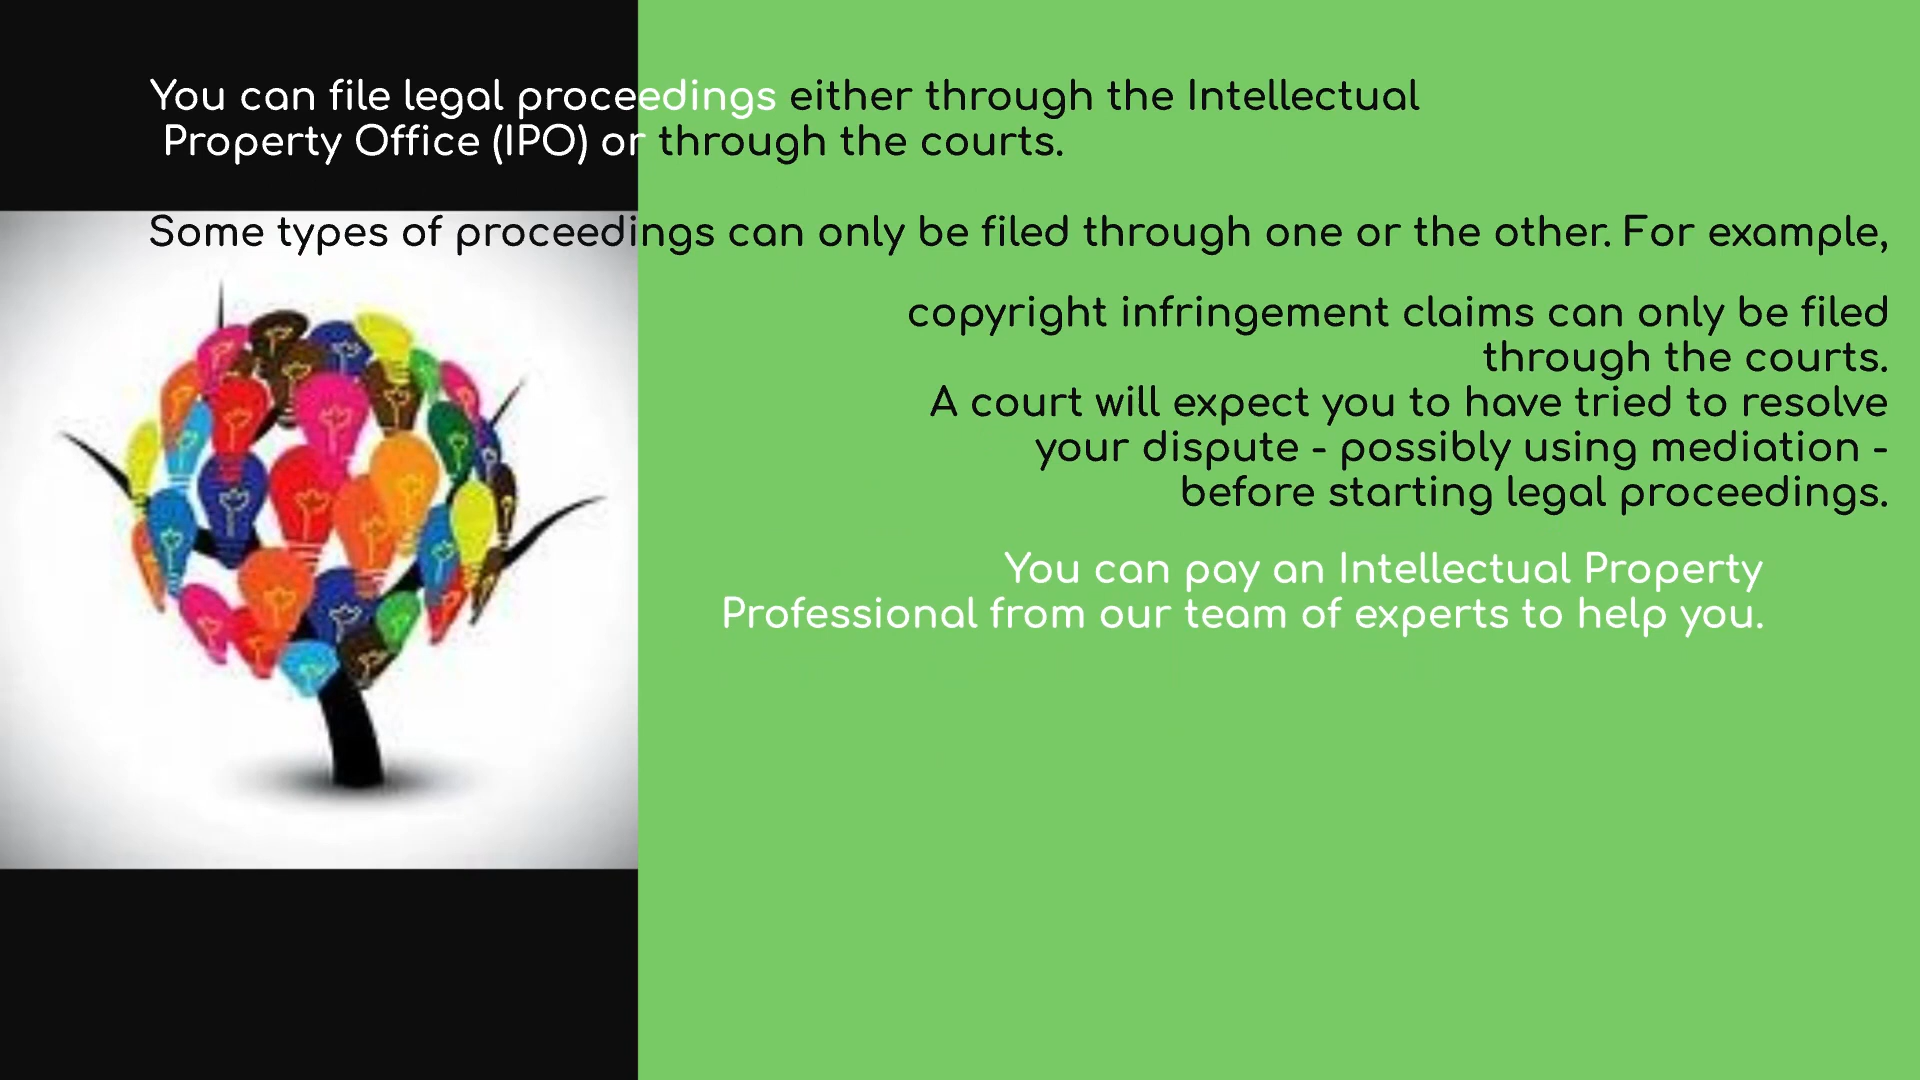 You can file legal proceedings either through the Intellectual
Property Office (IPO) or through the courts.
Some types of proceedings can only be filed through one or the other. For example,
copyright infringement claims can only be filed
through the courts.
A court will expect you to have tried to resolve
your dispute - possibly using mediation -
before starting legal proceedings.
You can pay an Intellectual Property
Professional from our team of experts to help you.